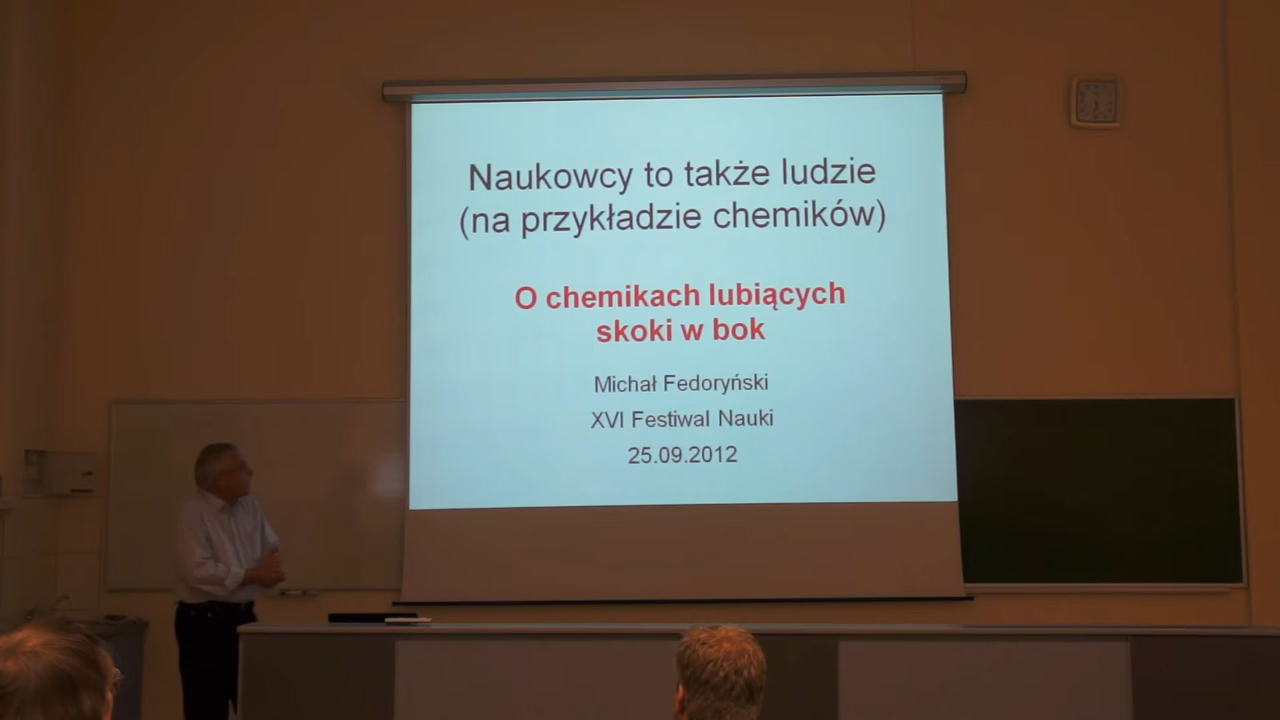 Naukowcy to także ludzie
(na przykładzie chemików)
O chemikach lubiących
skoki w bok
Michał Fedoryński
XVI Festiwal Nauki
25.09.2012